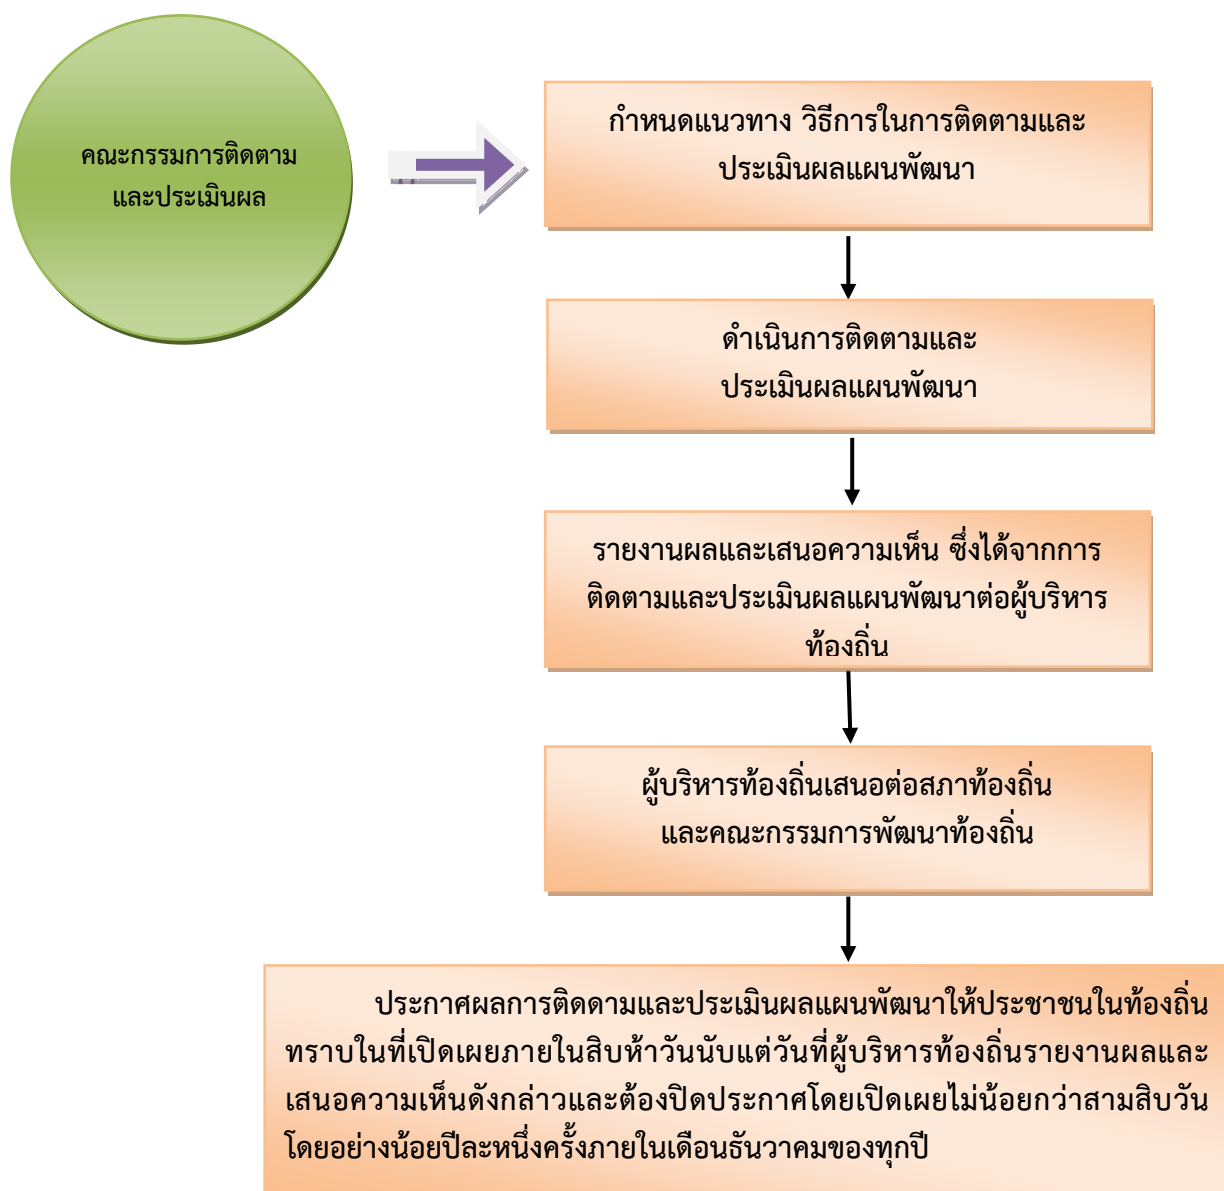 คณะกรรมการติดตาม
และประเมินผล
กำหนดแนวทาง วิธีการในการติดตามและ
ประเมินผลแผนพัฒนา
ดำเนินการติดตามและ
ประเมินผลแผนพัฒนา
รายงานผลและเสนอความเห็น ซึ่งได้จากการ
ติดตามและประเมินผลแผนพัฒนาต่อผู้บริหาร
ท้องถิ่น
ผู้บริหารท้องถิ่นเสนอต่อสภาท้องถิ่น
และคณะกรรมการพัฒนาท้องถิ่น
ประกาศผลการติดดามและประเมินผลแผนพัฒนาให้ประชาชนในท้องถิ่น
ทราบในที่เปิดเผยภายในสิบห้าวันนับแต่วันที่ผู้บริหารท้องถิ่นรายงานผลและ
เสนอความเห็นดังกล่าวและต้องปิดประกาศโดยเปิดเผยไม่น้อยกว่าสามสิบวัน
โดยอย่างน้อยปีละหนึ่งครั้งภายในเดือนธันวาคมของทุกปี